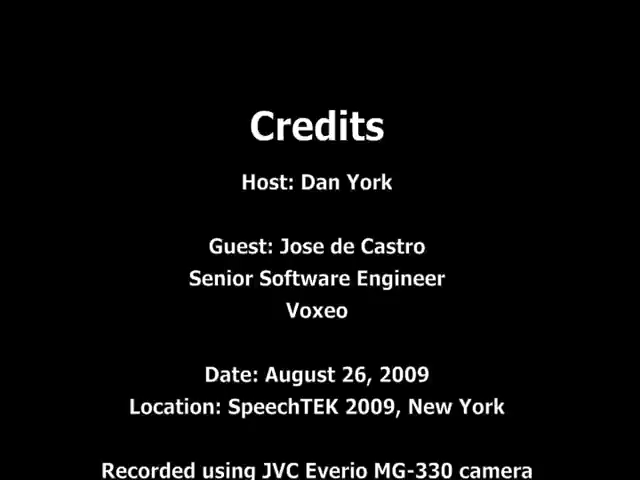 Credits
Host: Dan York
Guest: Jose de Castro
Senior Software Engineer
Voxeo
Date: August 26, 2009
Location: SpeechTEK 2009, New York
Recorded using JVC Everio MG-330 camera